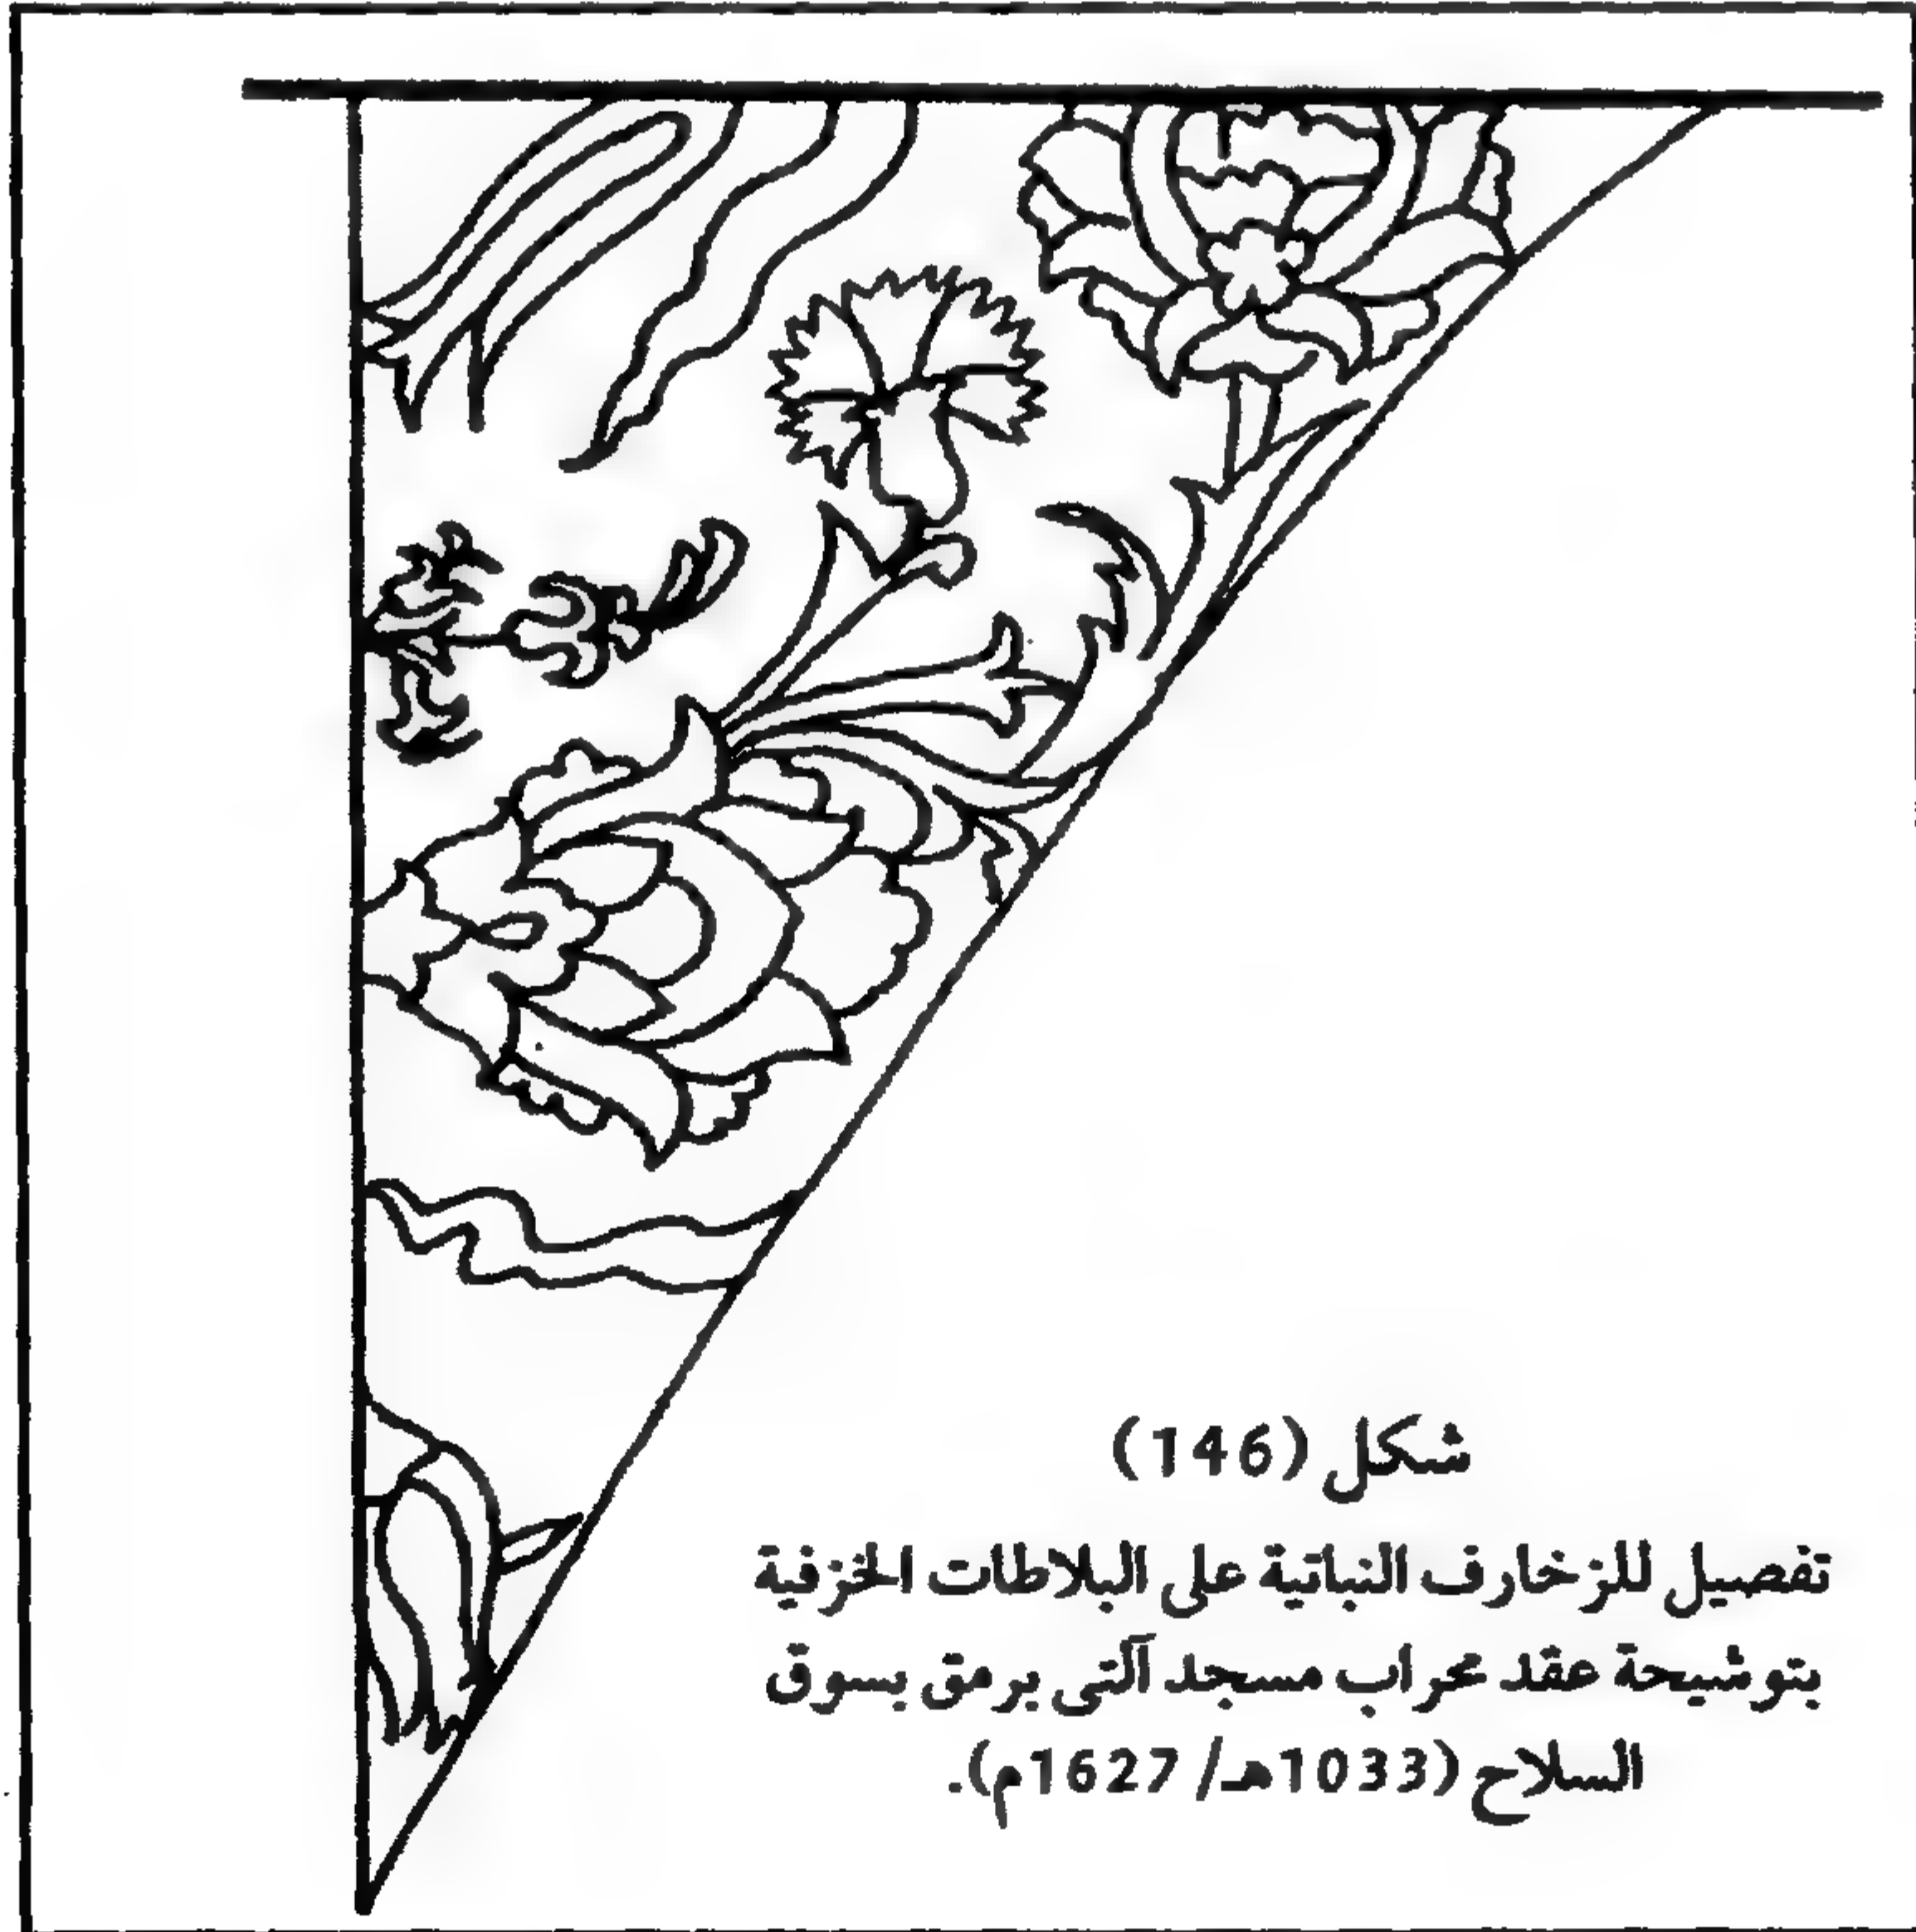 شكل (146)
تفصيل للزخارف النباتية على البلاطات الخزفية
بتوشيحة عقد محراب مسجد آلتى برمق بسوق
السلاح (1033هـ/ 1627م).